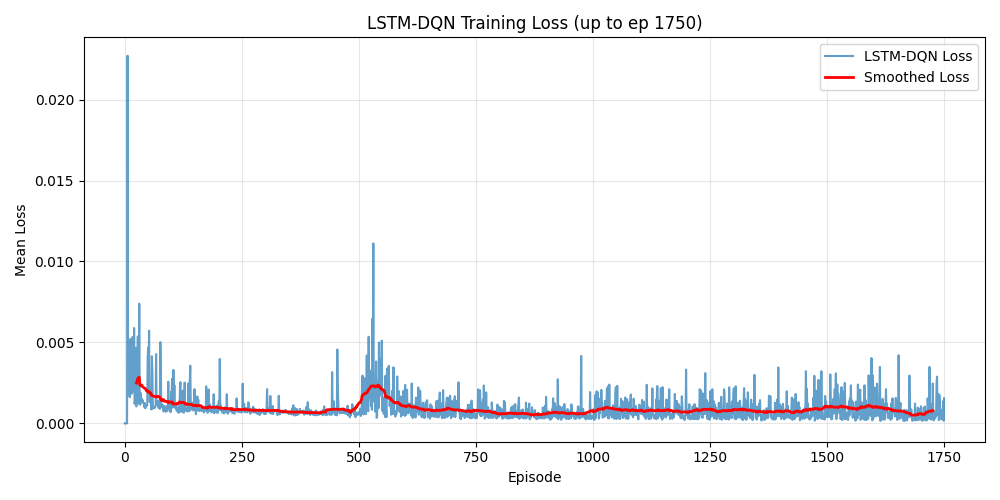 LSTM-DQN Training Loss (up to ep 1750)
LSTM-DQN Loss
Smoothed Loss
Mean Loss
0.020
0.015
0.010
0.005
0.000
0 250 500 750 1000 1250 1500 1750
Episode